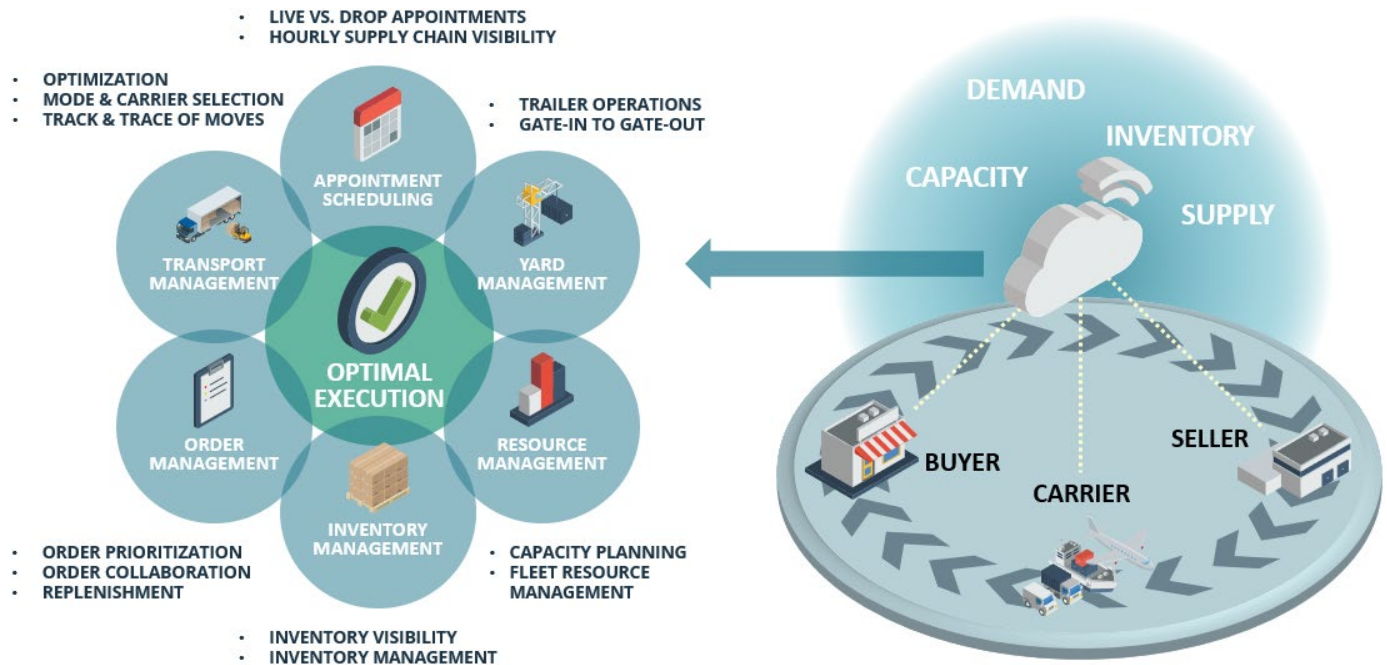 • LIVE VS. DROP APPOINTMENTS
• HOURLY SUPPLY CHAIN VISIBILITY
• OPTIMIZATION
• MODE & CARRIER SELECTION
• TRACK & TRACE OF MOVES
• TRAILER OPERATIONS
• GATE-IN TO GATE-OUT
APPOINTMENT
SCHEDULING
TRANSPORT
MANAGEMENT
YARD
MANAGEMENT
OPTIMAL
EXECUTION
ORDER
MANAGEMENT
RESOURCE
MANAGEMENT
INVENTORY
MANAGEMENT
• ORDER PRIORITIZATION
• ORDER COLLABORATION
• REPLENISHMENT
• CAPACITY PLANNING
• FLEET RESOURCE
MANAGEMENT
• INVENTORY VISIBILITY
• INVENTORY MANAGEMENT
DEMAND
INVENTORY
CAPACITY
SUPPLY
BUYER
SELLER
CARRIER